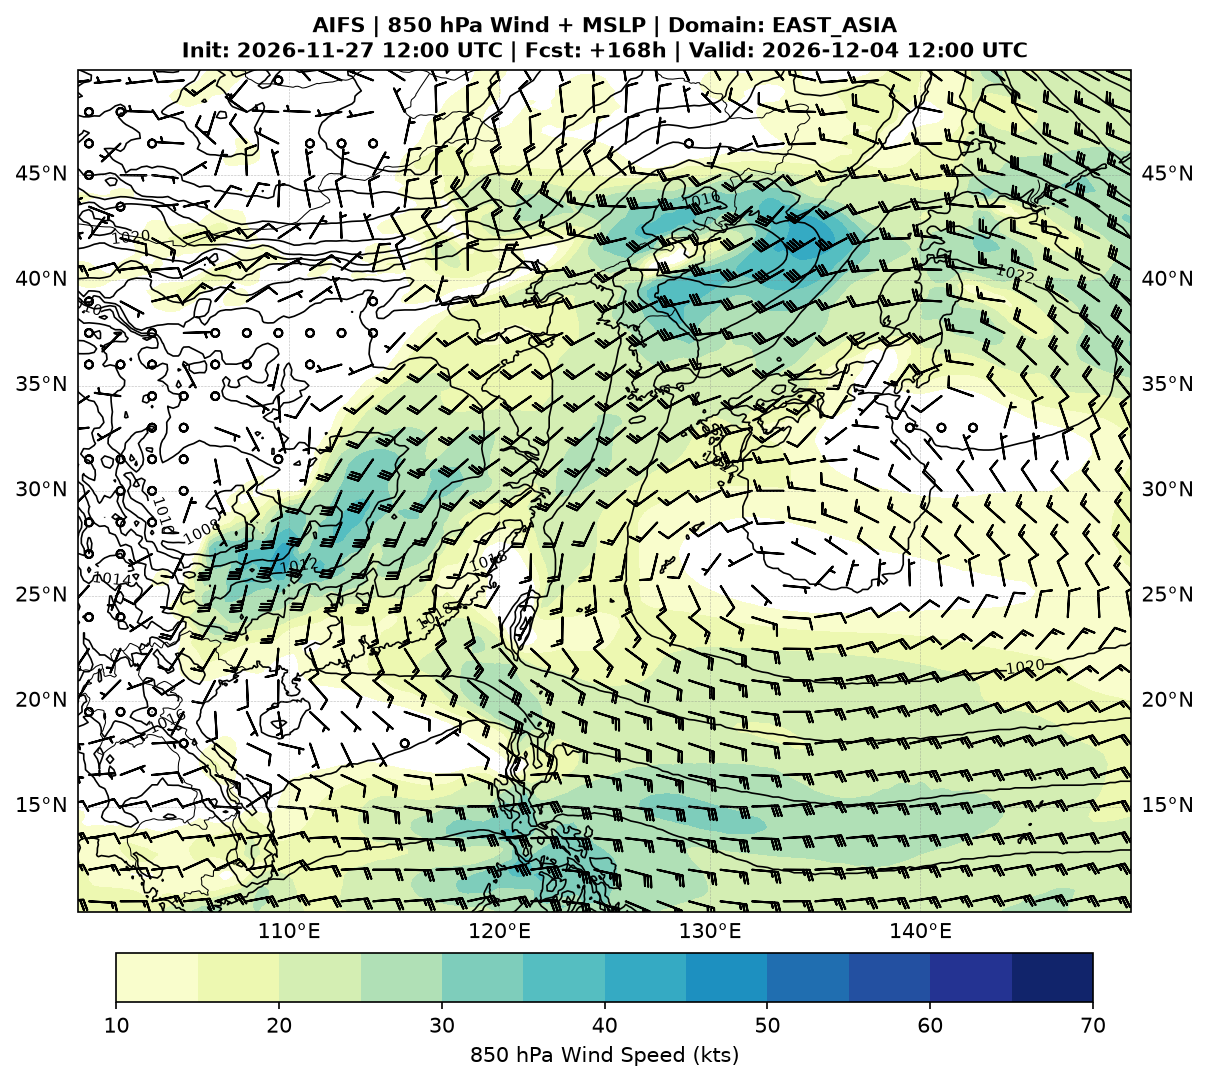 AIFS | 850 hPa Wind + MSLP | Domain: EAST_ASIA
Init: 2026-11-27 12:00 UTC | Fcst: +168h | Valid: 2026-12-04 12:00 UTC
45°N 45°N
1016
1020
40°N 1022 40°N
35°N 35°N
30°N 30°N
1010
1008
1012
1016
1014
25°N 25°N
1018
1020
20°N 20°N
1016
15°N 15°N
110°E 120°E 130°E 140°E
10 20 30 40 50 60 70
850 hPa Wind Speed (kts)